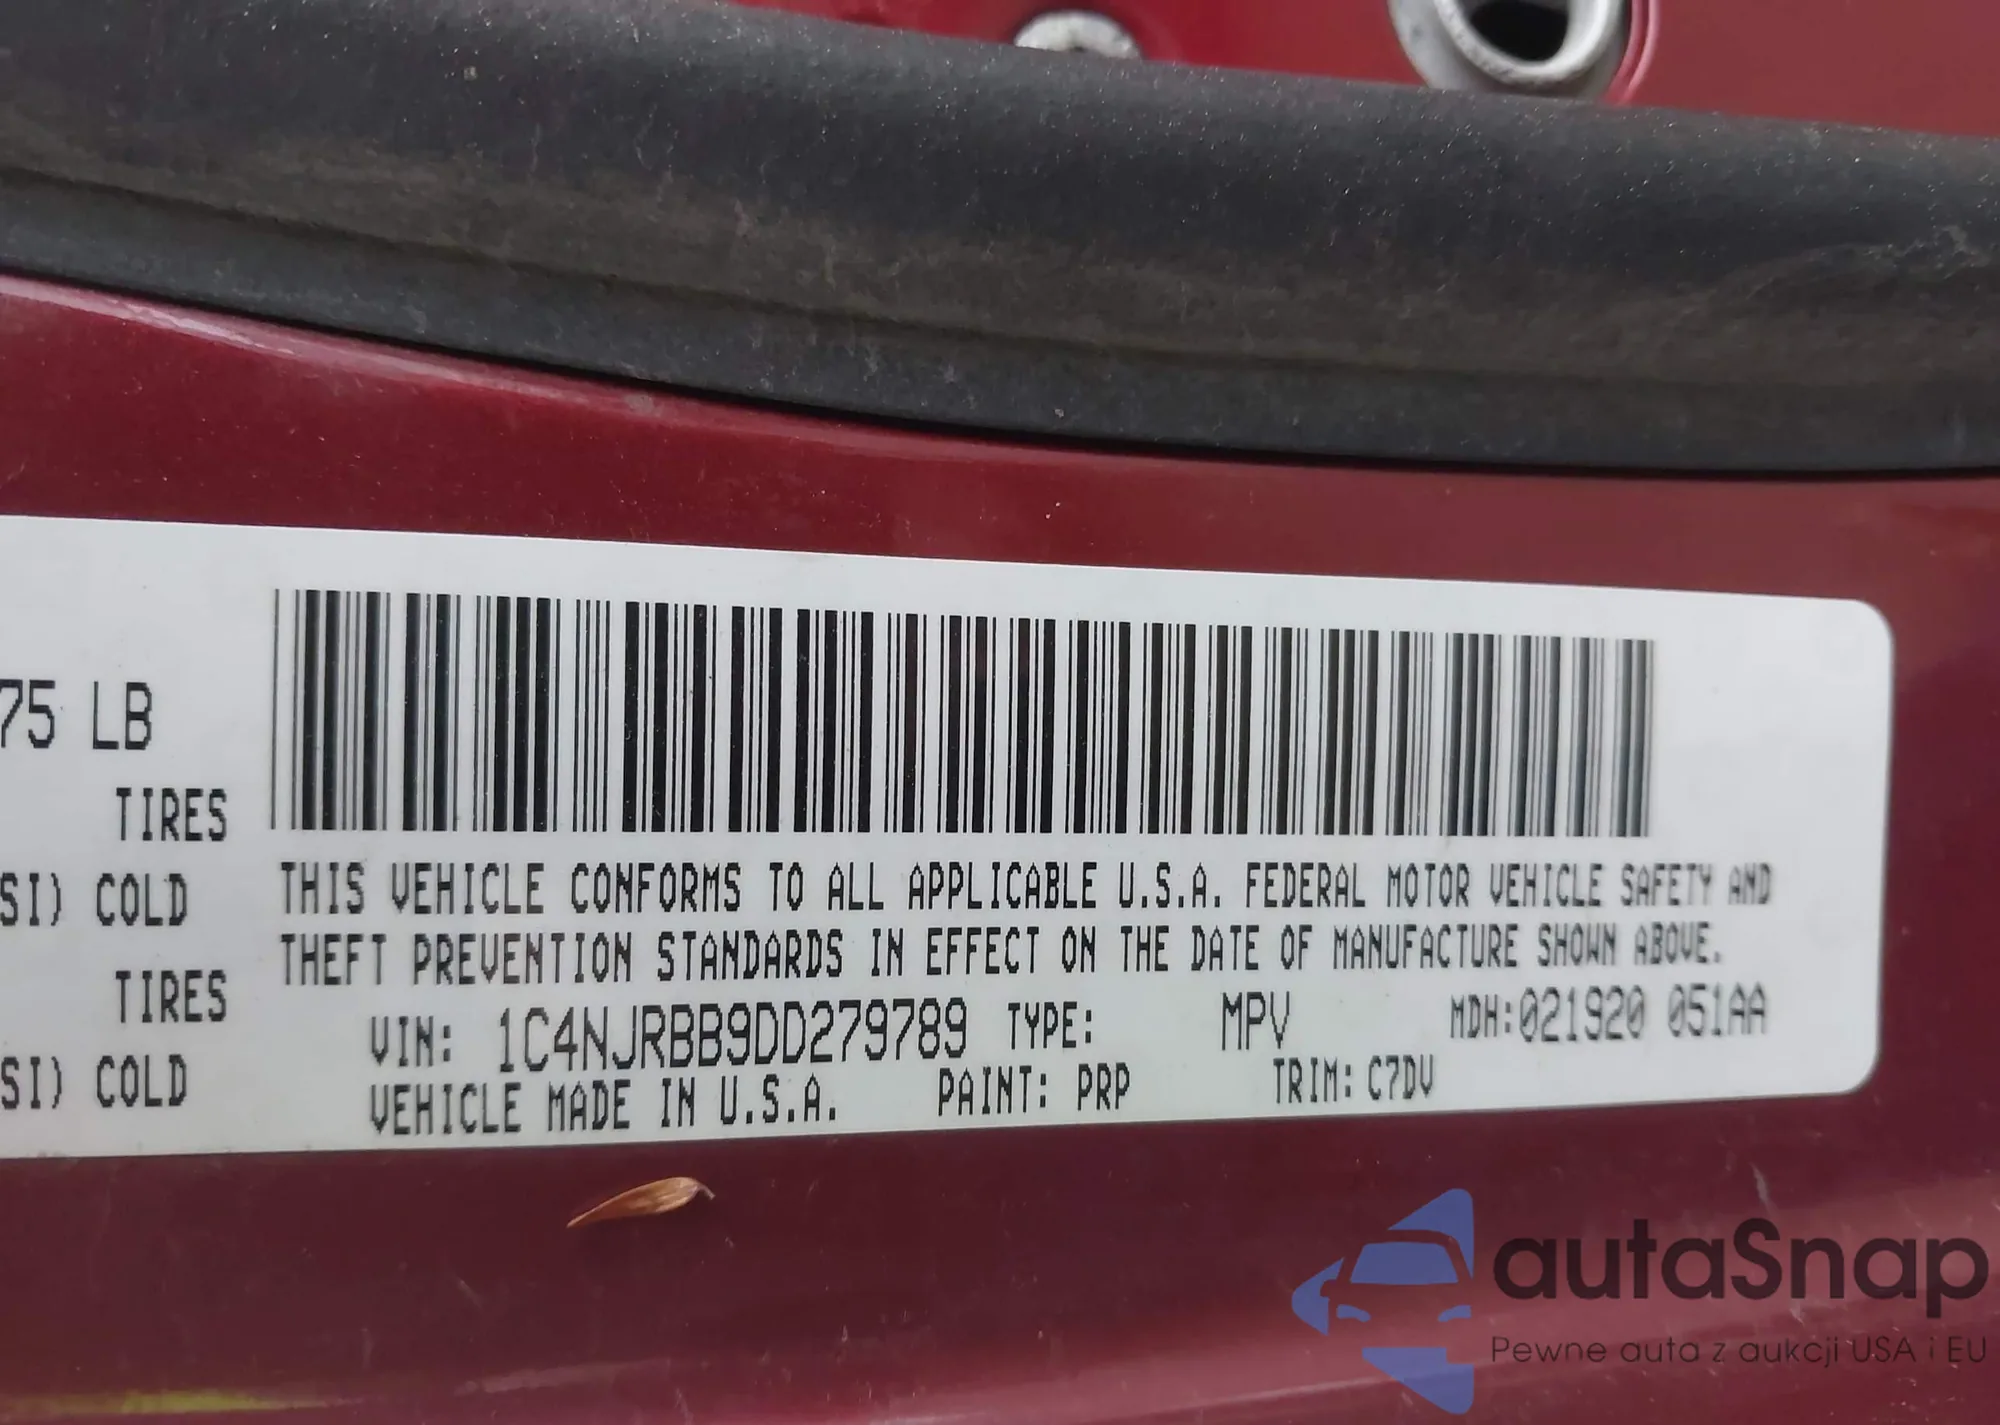 75 LB
TIRES
SI) COLD
TIRES
SI) COLD
THIS VEHICLE CONFORMS TO ALL APPLICABLE U.S.A. FEDERAL MOTOR VEHICLE SAFETY AND
THEFT PREVENTION STANDARDS IN EFFECT ON THE DATE OF MANUFACTURE SHOWN ABOVE.
VIN: 1C4NJRBB9DD279789 TYPE: MPV MDH:021920 051AA
VEHICLE MADE IN U.S.A. PAINT: PRP TRIM: C7DV
autaSnap
Pewne auta z aukcji USA i EU